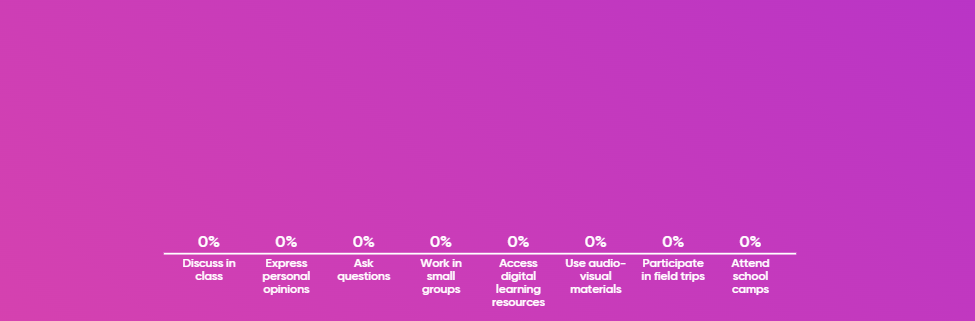 0% 0% 0% 0% 0% 0% 0% 0%
Discuss in
class
Express
personal
opinions
Ask
questions
Work in
small
groups
Access
digital
learning
resources
Use audio-
visual
materials
Participate
in field trips
Attend
school
camps